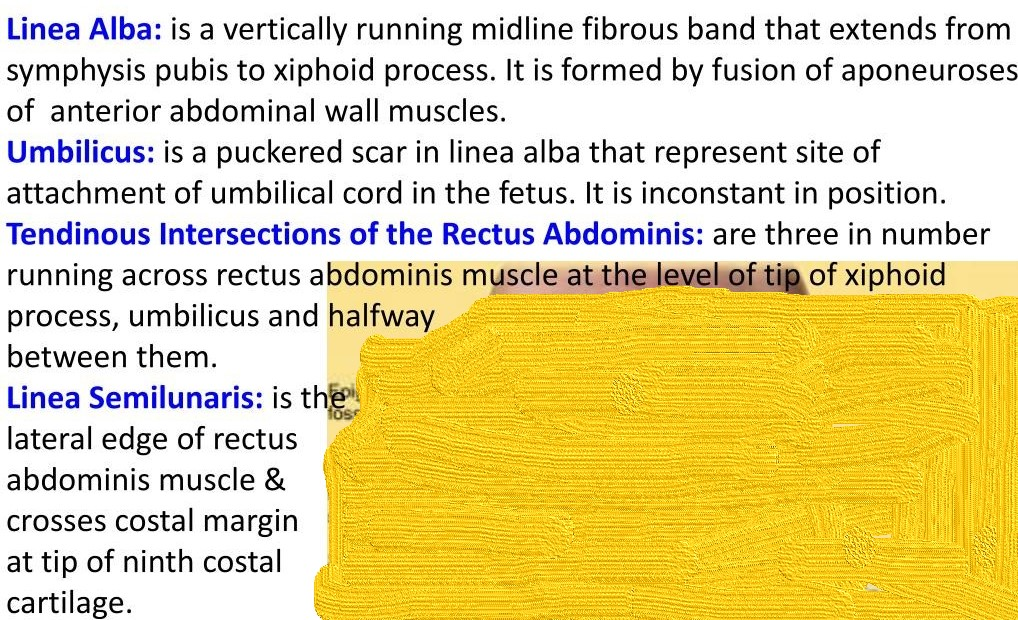 Linea Alba: is a vertically running midline fibrous band that extends from
symphysis pubis to xiphoid process. It is formed by fusion of aponeuroses
of anterior abdominal wall muscles.
Umbilicus: is a puckered scar in linea alba that represent site of
attachment of umbilical cord in the fetus. It is inconstant in position.
Tendinous Intersections of the Rectus Abdominis: are three in number
running across rectus abdominis muscle at the level of tip of xiphoid
process, umbilicus and halfway
between them.
Linea Semilunaris: is the
lateral edge of rectus
abdominis muscle &
crosses costal margin
at tip of ninth costal
cartilage.